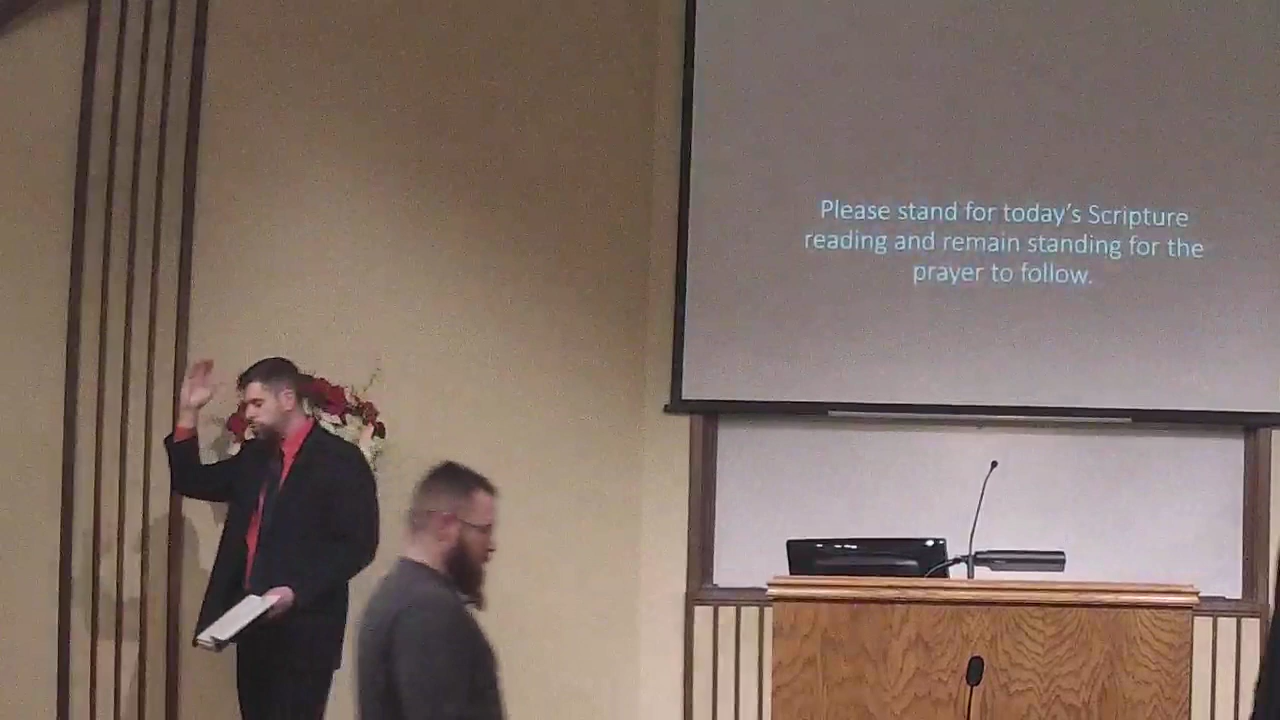 Please stand for today's Scripture
reading and remain standing for the
prayer to follow.